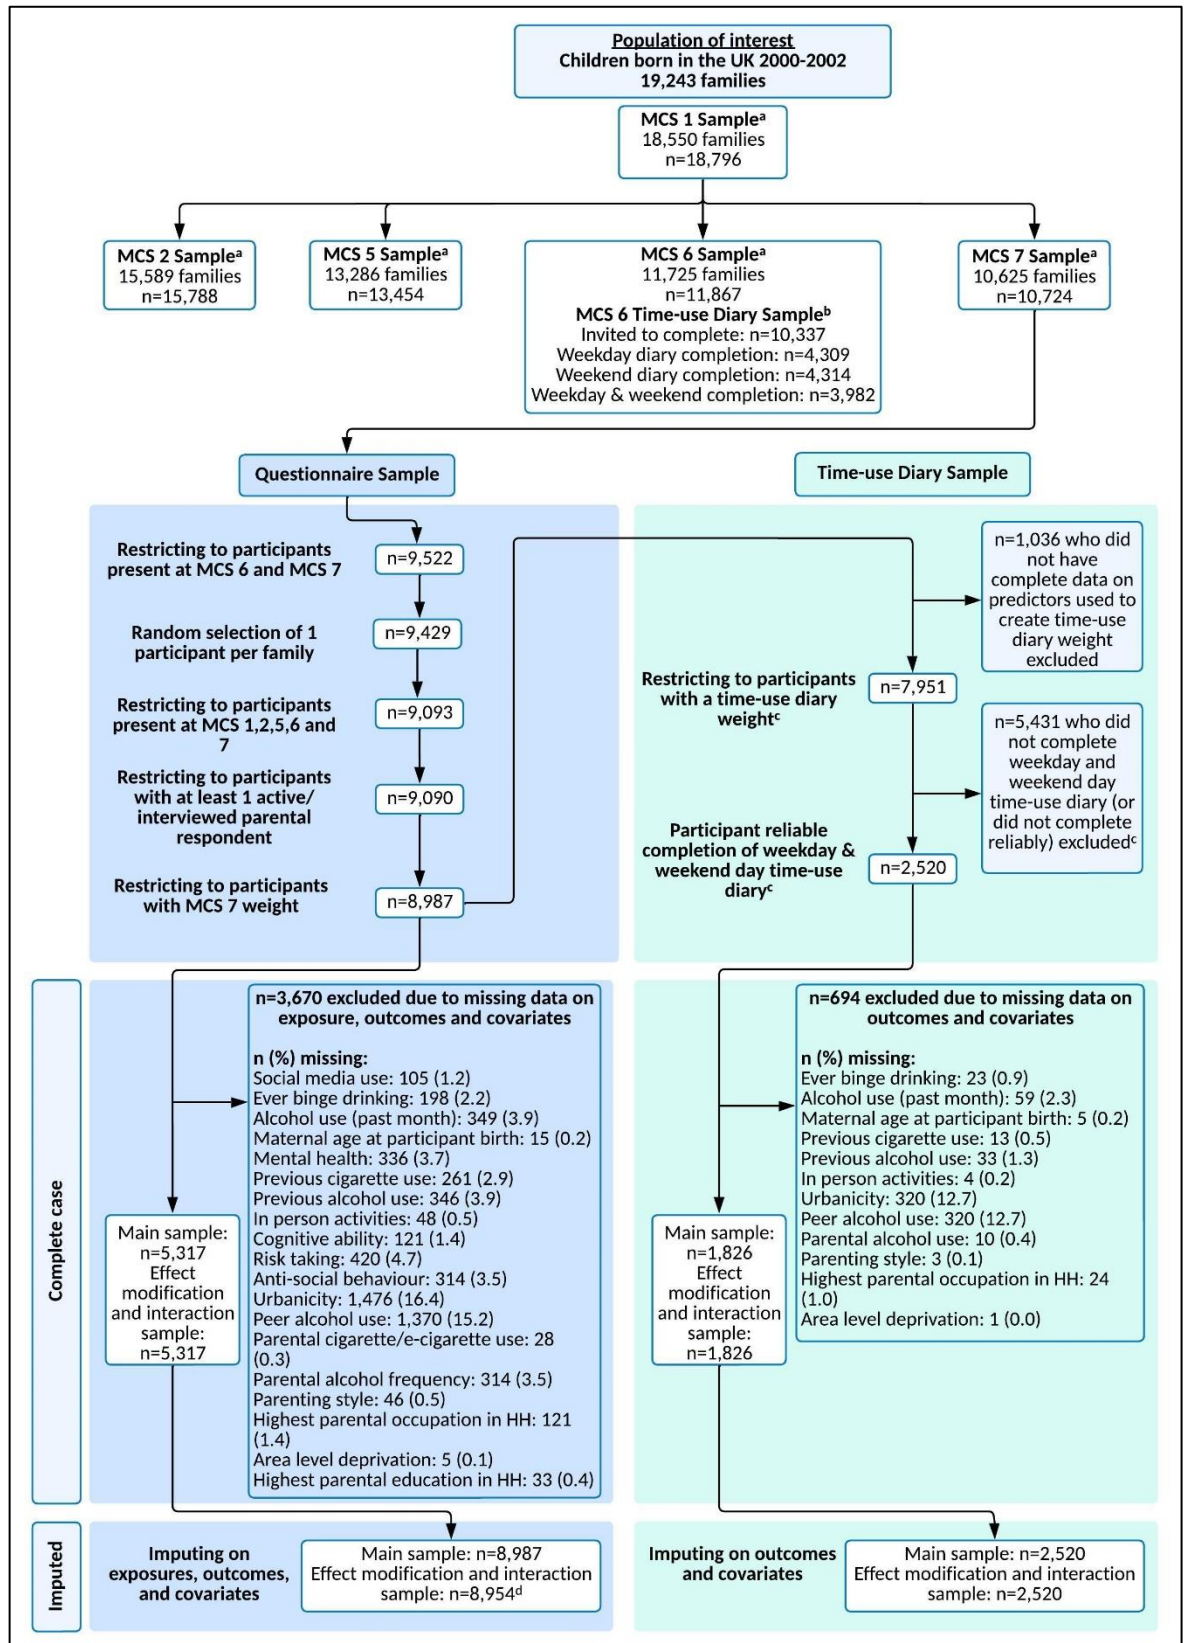 Population of interest
Children born in the UK 2000-2002
19,243 families
MCS 1 Sampleᵃ
18,550 families
n=18,796
MCS 2 Sampleᵃ
15,589 families
n=15,788
MCS 5 Sampleᵃ
13,286 families
n=13,454
MCS 6 Sampleᵃ
11,725 families
n=11,867
MCS 6 Time-use Diary Sampleᵇ
Invited to complete: n=10,337
Weekday diary completion: n=4,309
Weekend diary completion: n=4,314
Weekday & weekend completion: n=3,982
MCS 7 Sampleᵃ
10,625 families
n=10,724
Questionnaire Sample
Restricting to participants
present at MCS 6 and MCS 7
n=9,522
Random selection of 1
participant per family
n=9,429
Restricting to participants
present at MCS 1,2,5,6 and
7
n=9,093
Restricting to participants
with at least 1 active/
interviewed parental
respondent
n=9,090
Restricting to participants
with MCS 7 weight
n=8,987
Time-use Diary Sample
n=1,036 who did
not have
complete data on
predictors used to
create time-use
diary weight
excluded
Restricting to participants
with a time-use diary
weightᶜ
n=7,951
n=5,431 who did
not complete
weekday and
weekend day
time-use diary (or
did not complete
reliably) excludedᶜ
Participant reliable
completion of weekday &
weekend day time-use
diaryᶜ
n=2,520
Complete case
n=3,670 excluded due to missing data on
exposure, outcomes and covariates
n (%) missing:
Social media use: 105 (1.2)
Ever binge drinking: 198 (2.2)
Alcohol use (past month): 349 (3.9)
Maternal age at participant birth: 15 (0.2)
Mental health: 336 (3.7)
Previous cigarette use: 261 (2.9)
Previous alcohol use: 346 (3.9)
In person activities: 48 (0.5)
Cognitive ability: 121 (1.4)
Risk taking: 420 (4.7)
Anti-social behaviour: 314 (3.5)
Urbanicity: 1,476 (16.4)
Peer alcohol use: 1,370 (15.2)
Parental cigarette/e-cigarette use: 28
(0.3)
Parental alcohol frequency: 314 (3.5)
Parenting style: 46 (0.5)
Highest parental occupation in HH: 121
(1.4)
Area level deprivation: 5 (0.1)
Highest parental education in HH: 33 (0.4)
Main sample:
n=5,317
Effect
modification
and interaction
sample:
n=5,317
n=694 excluded due to missing data on
outcomes and covariates
n (%) missing:
Ever binge drinking: 23 (0.9)
Alcohol use (past month): 59 (2.3)
Maternal age at participant birth: 5 (0.2)
Previous cigarette use: 13 (0.5)
Previous alcohol use: 33 (1.3)
In person activities: 4 (0.2)
Urbanicity: 320 (12.7)
Peer alcohol use: 320 (12.7)
Parental alcohol use: 10 (0.4)
Parenting style: 3 (0.1)
Highest parental occupation in HH: 24
(1.0)
Area level deprivation: 1 (0.0)
Main sample:
n=1,826
Effect
modification
and interaction
sample:
n=1,826
Imputed
Imputing on
exposures, outcomes,
and covariates
Main sample: n=8,987
Effect modification and interaction
sample: n=8,954ᵈ
Imputing on outcomes
and covariates
Main sample: n=2,520
Effect modification and interaction
sample: n=2,520